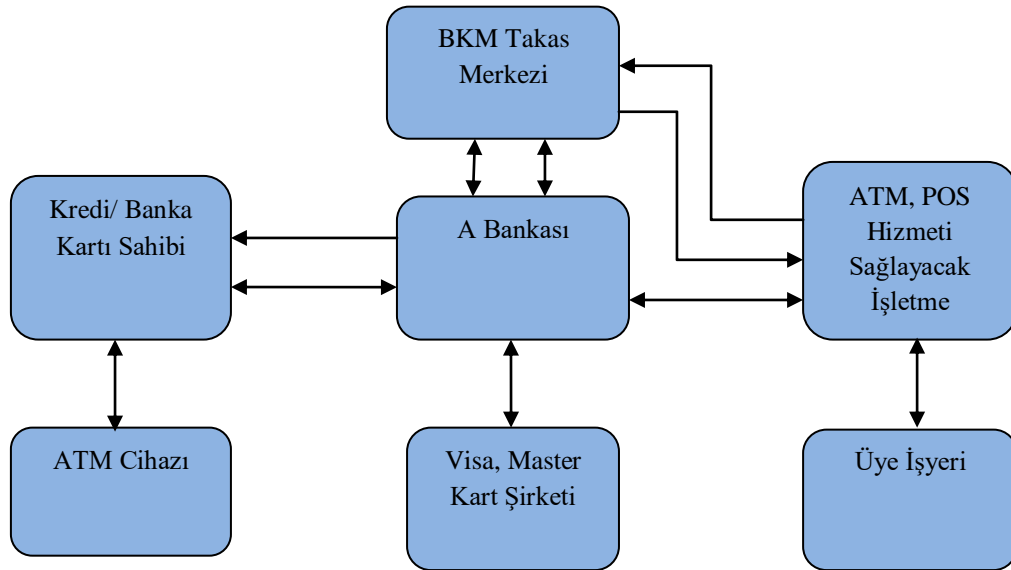 BKM Takas
Merkezi
Kredi/ Banka
Kartı Sahibi
A Bankası
ATM, POS
Hizmeti
Sağlayacak
İşletme
ATM Cihazı
Visa, Master
Kart Şirketi
Üye İşyeri